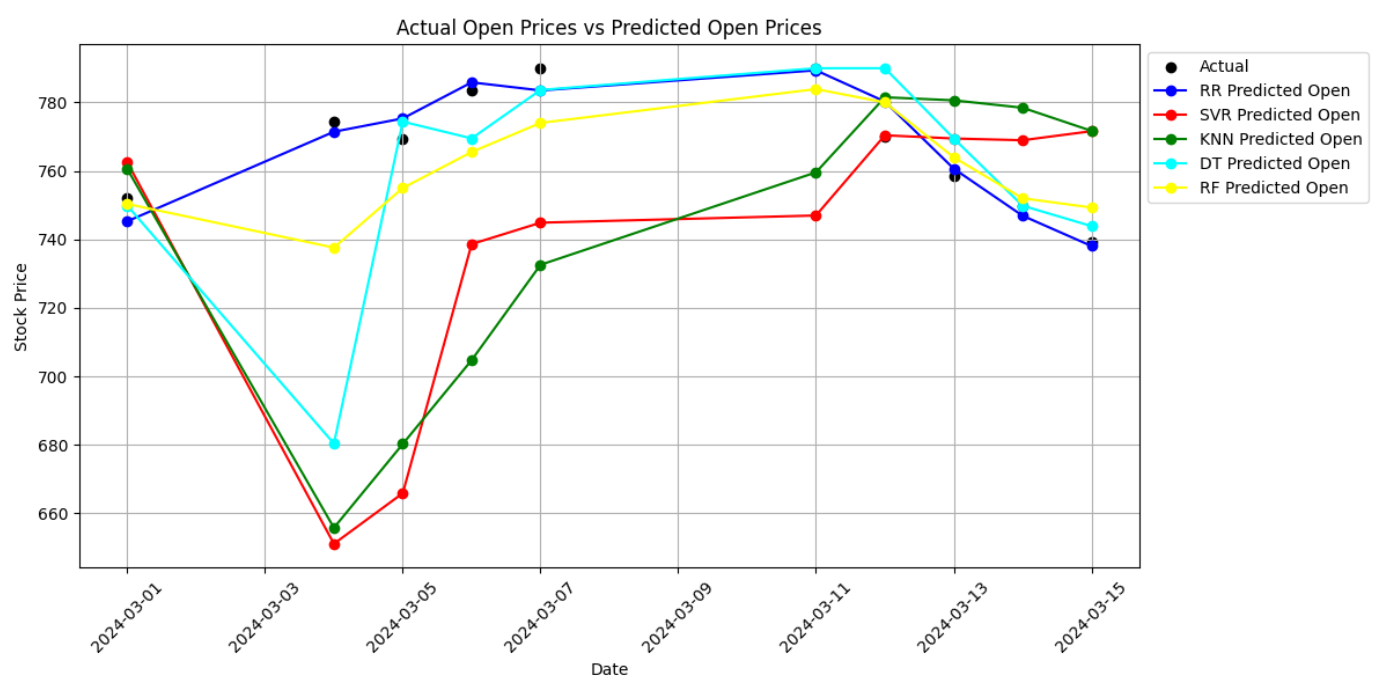 Actual Open Prices vs Predicted Open Prices
Actual
RR Predicted Open
SVR Predicted Open
KNN Predicted Open
DT Predicted Open
RF Predicted Open
Stock Price
780
760
740
720
700
680
660
2024-03-01
2024-03-03
2024-03-05
2024-03-07
2024-03-09
2024-03-11
2024-03-13
2024-03-15
Date